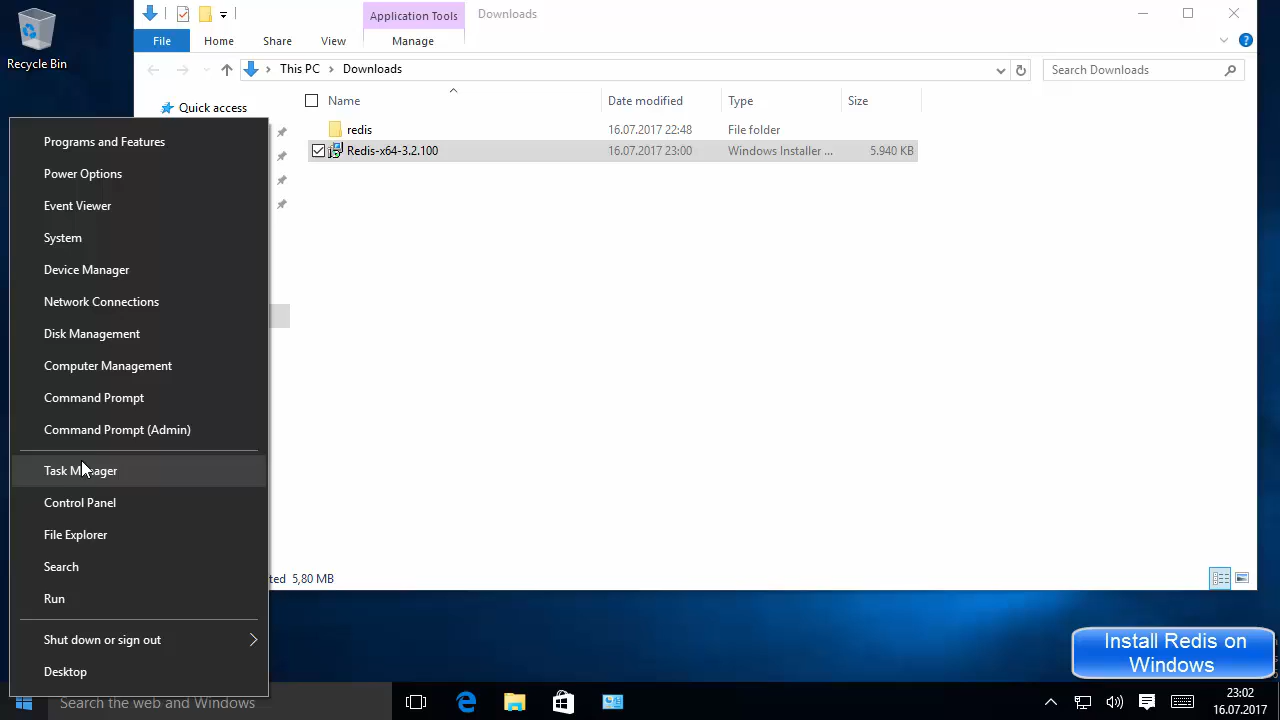 Recycle Bin
Application Tools
Downloads
File
Home
Share
View
Manage
This PC
Downloads
Search Downloads
Quick access
Name
Date modified
Type
Size
redis
16.07.2017 22:48
File folder
Redis-x64-3.2.100
16.07.2017 23:00
Windows Installer ...
5.940 KB
Programs and Features
Power Options
Event Viewer
System
Device Manager
Network Connections
Disk Management
Computer Management
Command Prompt
Command Prompt (Admin)
Task Manager
Control Panel
File Explorer
Search
Run
Shut down or sign out
Desktop
ted 5,80 MB
Install Redis on
Windows
Search the web and Windows
23:02
16.07.2017